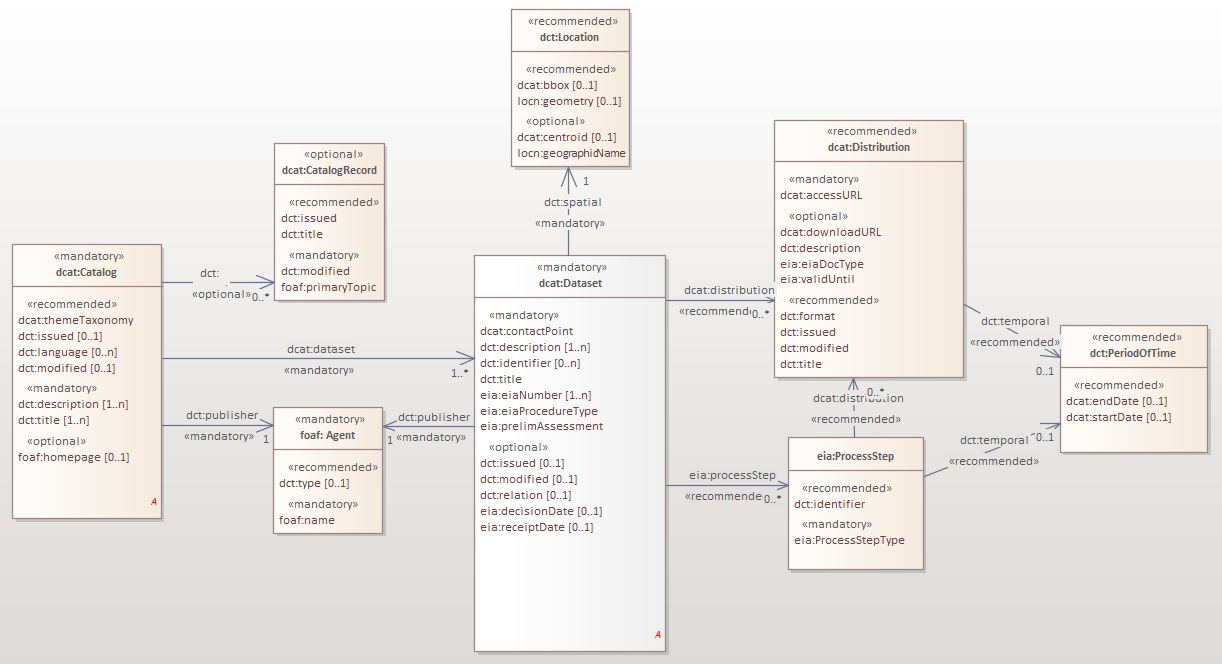 «recommended»
dct:Location
«recommended»
dcat:bbox [0..1]
locn:geometry [0..1]
«optional»
dcat:centroid [0..1]
locn:geographicName
1
dct:spatial
«mandatory»
«optional»
dcat:CatalogRecord
«recommended»
dct:issued
dct:title
«mandatory»
dct:modified
foaf:primaryTopic
«mandatory»
dcat:Catalog
«recommended»
dcat:themeTaxonomy
dct:issued [0..1]
dct:language [0..n]
dct:modified [0..1]
«mandatory»
dct:description [1..n]
dct:title [1..n]
«optional»
foaf:homepage [0..1]
A
dct:
«optional»
0..*
dcat:dataset
«mandatory»
1..*
dct:publisher
«mandatory»
1
«mandatory»
foaf: Agent
«recommended»
dct:type [0..1]
«mandatory»
foaf:name
dct:publisher
1
«mandatory»
«mandatory»
dcat:Dataset
«mandatory»
dcat:contactPoint
dct:description [1..n]
dct:identifier [0..n]
dct:title
eia:eiaNumber [1..n]
eia:eiaProcedureType
eia:prelimAssessment
«optional»
dct:issued [0..1]
dct:modified [0..1]
dct:relation [0..1]
eia:decisionDate [0..1]
eia:receiptDate [0..1]
A
dcat:distribution
«recommend
0..*
eia:processStep
«recommende
0..*
«recommended»
dcat:Distribution
«mandatory»
dcat:accessURL
«optional»
dcat:downloadURL
dct:description
eia:eiaDocType
eia:validUntil
«recommended»
dct:format
dct:issued
dct:modified
dct:title
0..*
dcat:distribution
«recommended»
eia:ProcessStep
«recommended»
dct:identifier
«mandatory»
eia:ProcessStepType
dct:temporal
«recommended»
0..1
dct:temporal
0..1
«recommended»
«recommended»
dct:PeriodOfTime
«recommended»
dcat:endDate [0..1]
dcat:startDate [0..1]